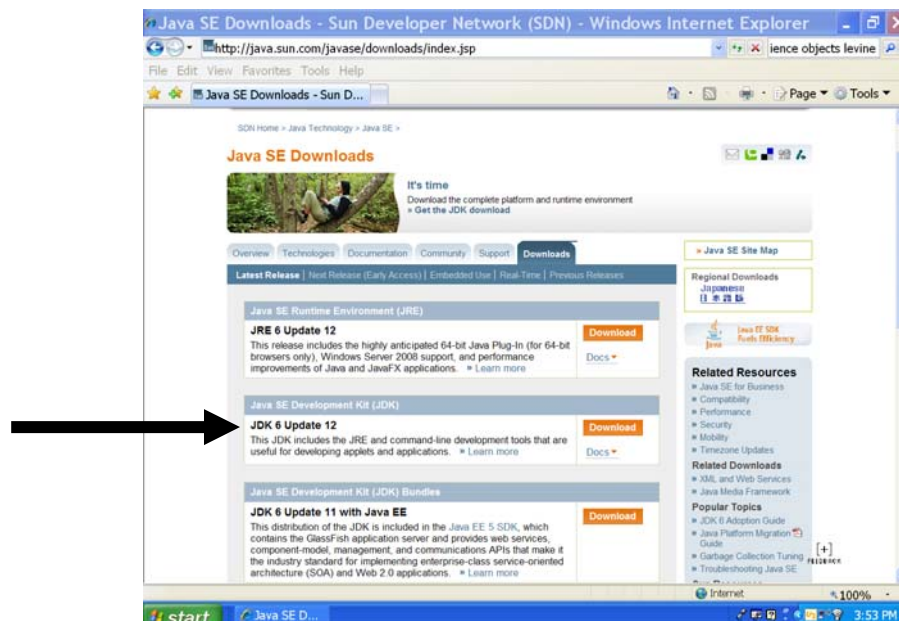 Java SE Downloads - Sun Developer Network (SDN) - Windows Internet Explorer
http://java.sun.com/javase/downloads/index.jsp
ience objects levine
File Edit View Favorites Tools Help
Java SE Downloads - Sun D...
Page
Tools
SDN Home > Java Technology > Java SE >
Java SE Downloads
It's time
Download the complete platform and runtime environment
» Get the JDK download
Overview Technologies Documentation Community Support Downloads
Latest Release | Next Release (Early Access) | Embedded Use | Real-Time | Previous Releases
Java SE Runtime Environment (JRE)
JRE 6 Update 12
Download
This release includes the highly anticipated 64-bit Java Plug-In (for 64-bit
browsers only), Windows Server 2008 support, and performance
improvements of Java and JavaFX applications. » Learn more
Docs
Java SE Development Kit (JDK)
JDK 6 Update 12
Download
This JDK includes the JRE and command-line development tools that are
useful for developing applets and applications. » Learn more
Docs
Java SE Development Kit (JDK) Bundles
JDK 6 Update 11 with Java EE
Download
This distribution of the JDK is included in the Java EE 5 SDK, which
contains the GlassFish application server and provides web services,
component-model, management, and communications APIs that make it
the industry standard for implementing enterprise-class service-oriented
architecture (SOA) and Web 2.0 applications. » Learn more
» Java SE Site Map
Regional Downloads
Japanese
日本語版
Java
Java EE SDK
Fuels Efficiency
Related Resources
Java SE for Business
Compatibility
Performance
Security
Mobility
Timezone Updates
Related Downloads
XML and Web Services
Java Media Framework
Popular Topics
JDK 6 Adoption Guide
Java Platform Migration
Guide
Garbage Collection Tuning
Troubleshooting Java SE
[+]
FEEDBACK
Internet
100%
start
Java SE D...
3:53 PM